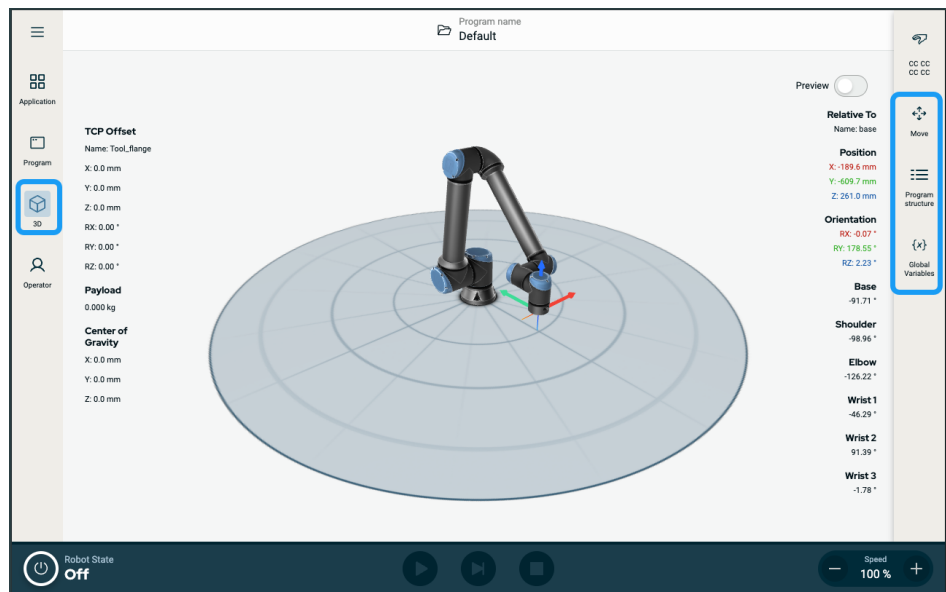 Program name
Default
Application
Program
3D
Operator
TCP Offset
Name: Tool_flange
X: 0.0 mm
Y: 0.0 mm
Z: 0.0 mm
RX: 0.00 °
RY: 0.00 °
RZ: 0.00 °
Payload
0.000 kg
Center of
Gravity
X: 0.0 mm
Y: 0.0 mm
Z: 0.0 mm
Preview
Relative To
Name: base
Position
X: -189.6 mm
Y: -609.7 mm
Z: 261.0 mm
Orientation
RX: -0.07 °
RY: 178.55 °
RZ: 2.23 °
Base
-91.71 °
Shoulder
-98.96 °
Elbow
-126.22 °
Wrist 1
-46.29 °
Wrist 2
91.39 °
Wrist 3
-1.78 °
CC CC
CC CC
Move
Program
structure
{x}
Global
Variables
Robot State
Off
Speed
100 %